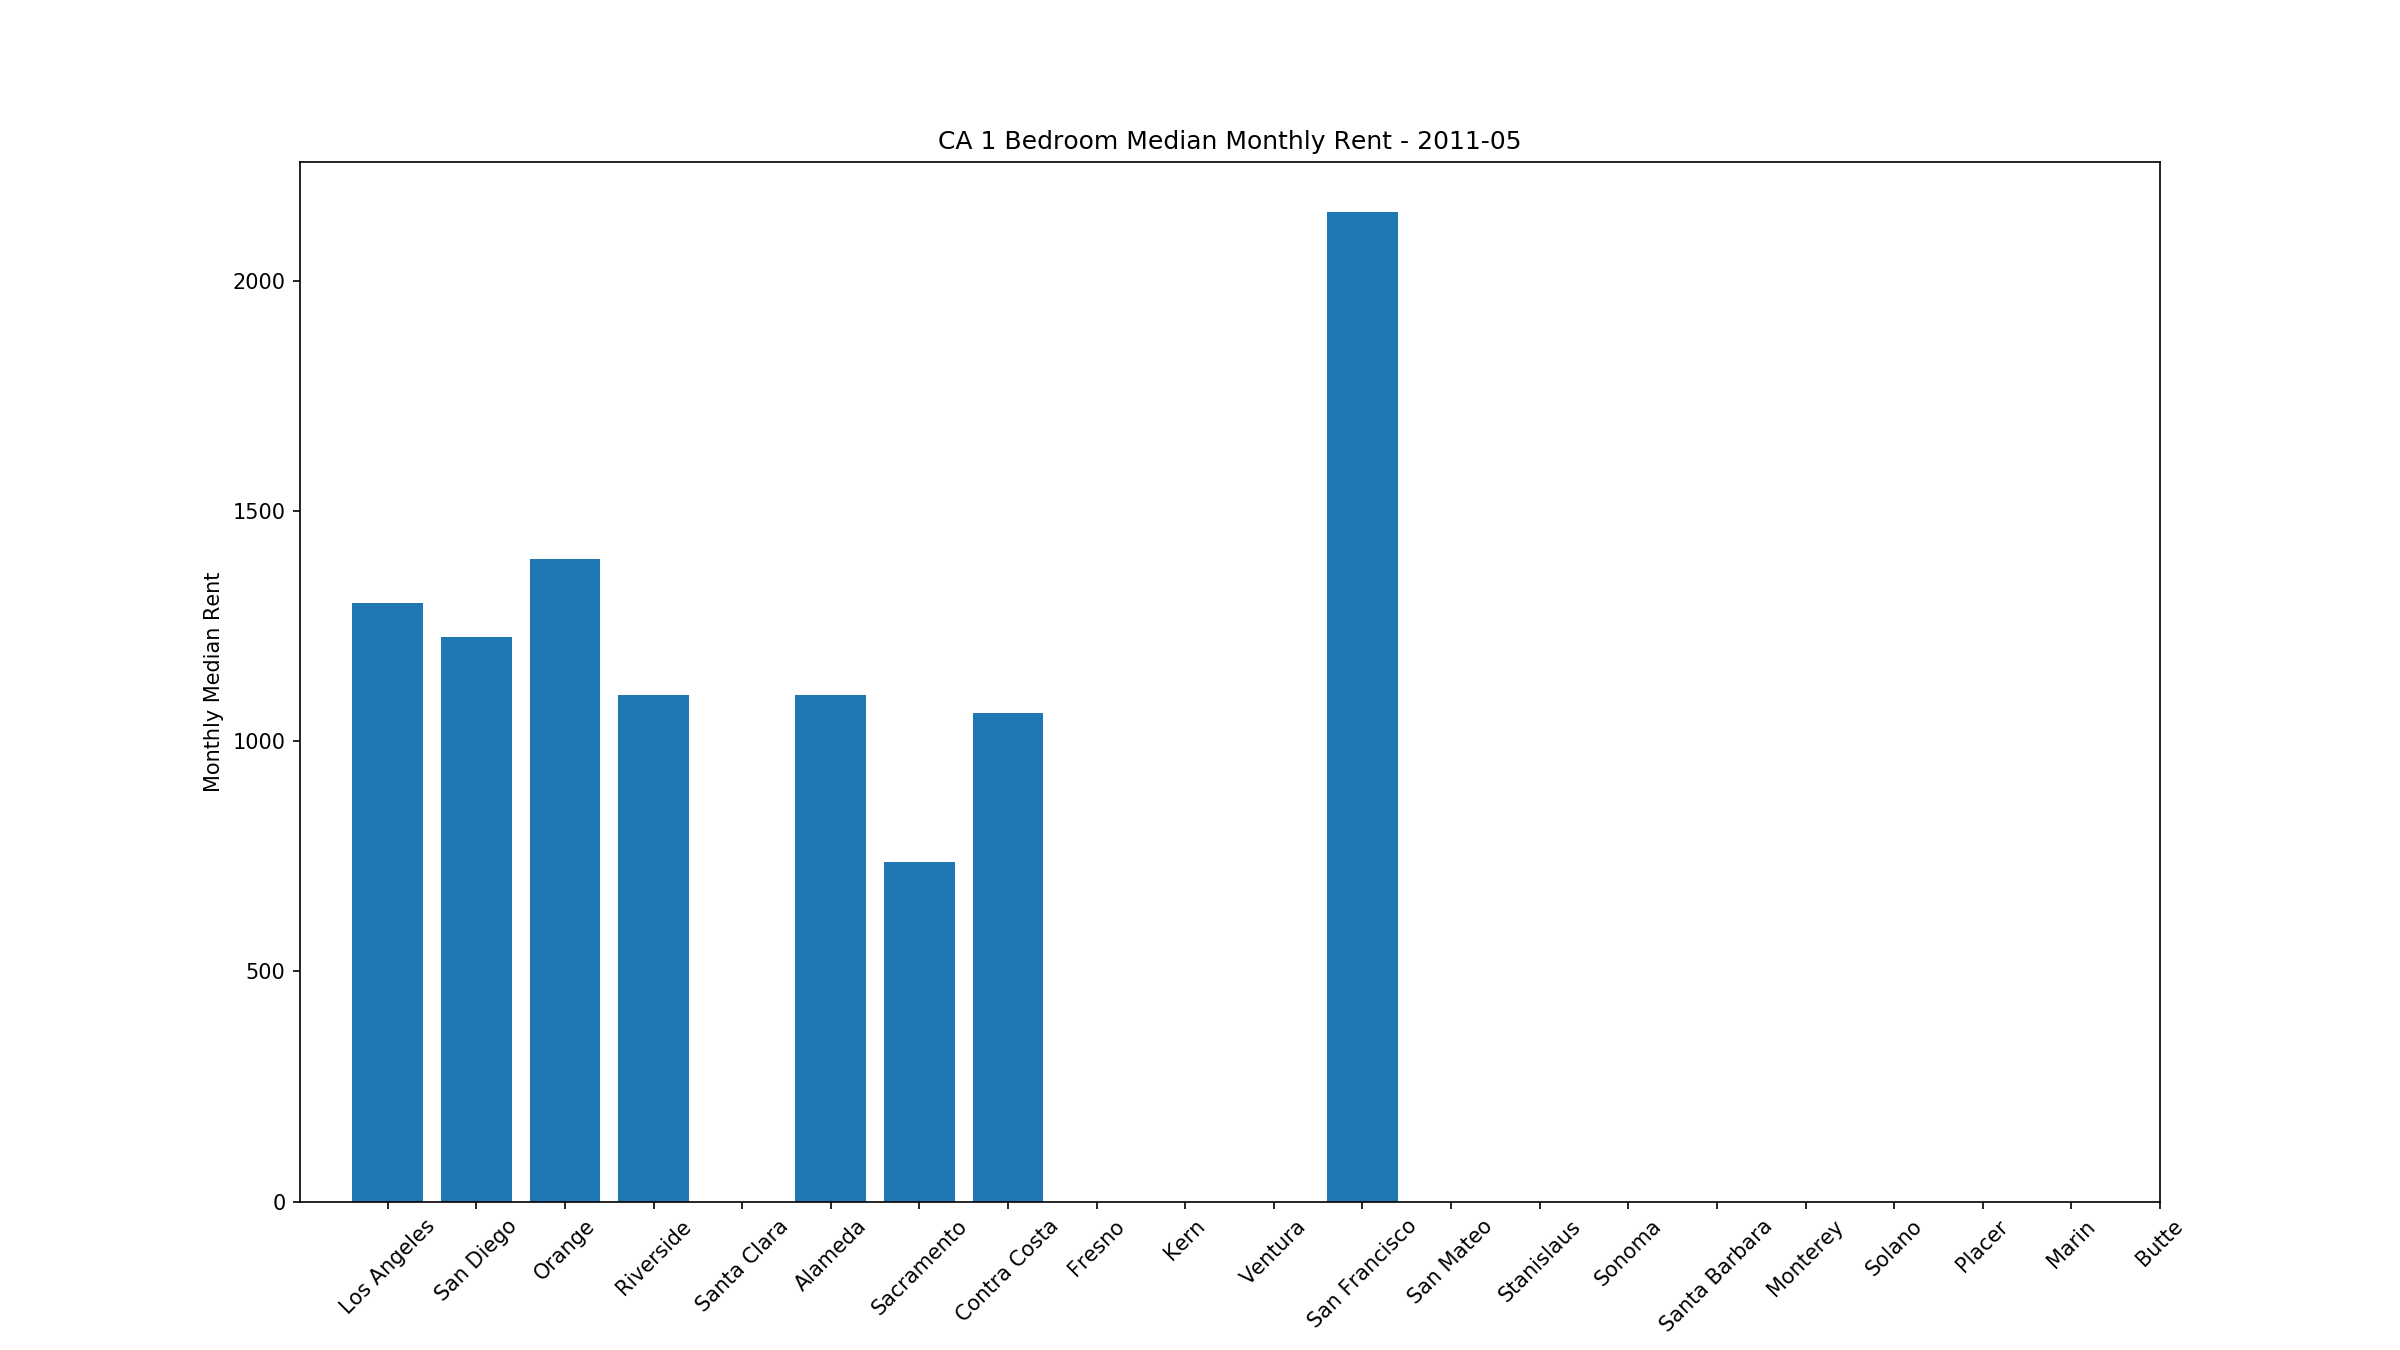 CA 1 Bedroom Median Monthly Rent - 2011-05
Monthly Median Rent
2000
1500
1000
500
0
Los Angeles
San Diego
Orange
Riverside
Santa Clara
Alameda
Sacramento
Contra Costa
Fresno
Kern
Ventura
San Francisco
San Mateo
Stanislaus
Sonoma
Santa Barbara
Monterey
Solano
Placer
Marin
Butte